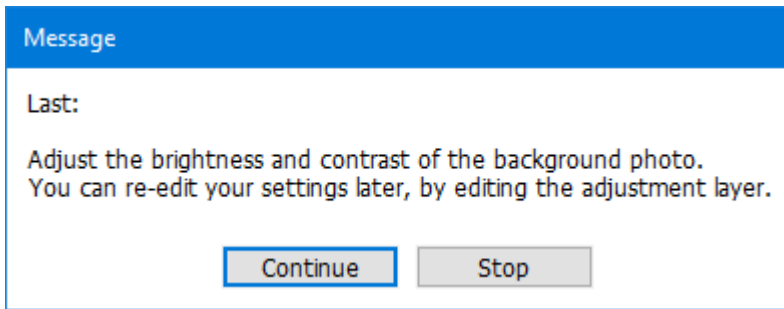 Message
Last:
Adjust the brightness and contrast of the background photo.
You can re-edit your settings later, by editing the adjustment layer.
Continue
Stop